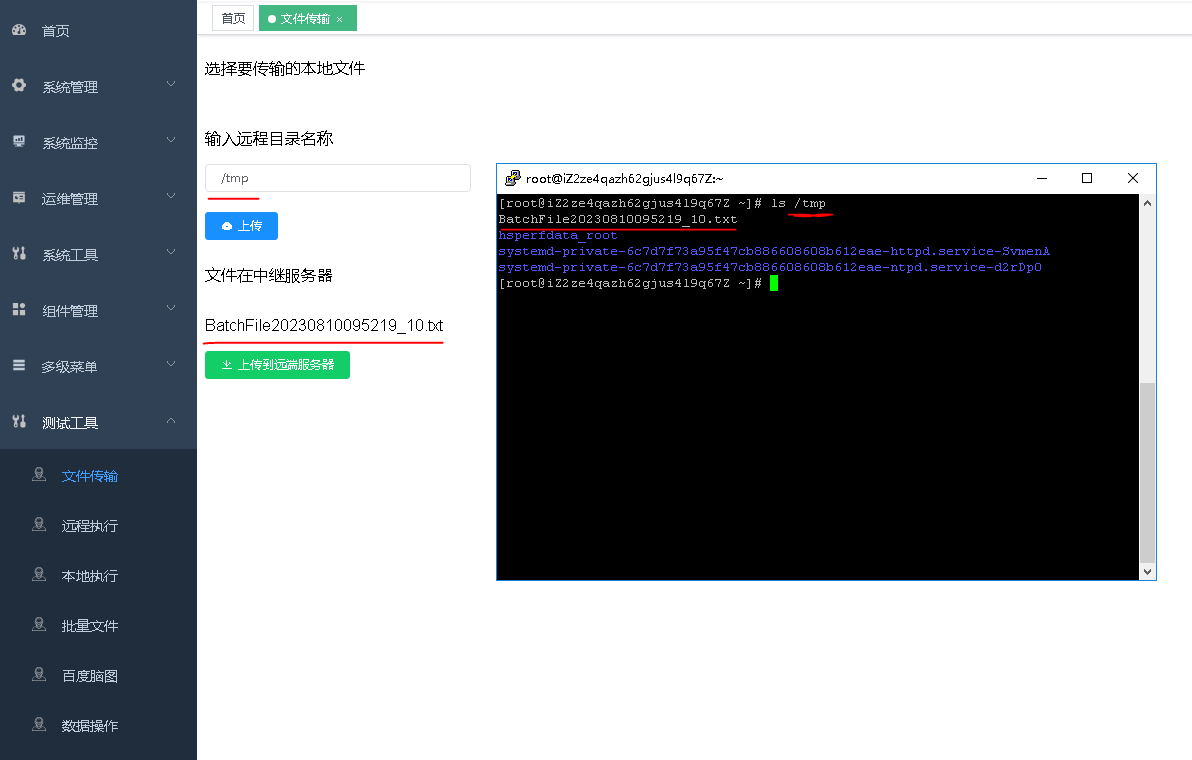 首页
系统管理
系统监控
运维管理
系统工具
组件管理
多级菜单
测试工具
文件传输
远程执行
本地执行
批量文件
百度脑图
数据操作
首页
文件传输 ×
选择要传输的本地文件
输入远程目录名称
/tmp
上传
文件在中继服务器
BatchFile20230810095219_10.txt
上传到远端服务器
root@iZ2ze4qazh62gjus4l9q67Z:~
[root@iZ2ze4qazh62gjus4l9q67Z ~]# ls /tmp
BatchFile20230810095219_10.txt
hsperfdata_root
systemd-private-6c7d7f73a95f47cb886608608b612eae-httpd.service-SvmenA
systemd-private-6c7d7f73a95f47cb886608608b612eae-ntpd.service-d2rDpO
[root@iZ2ze4qazh62gjus4l9q67Z ~]#